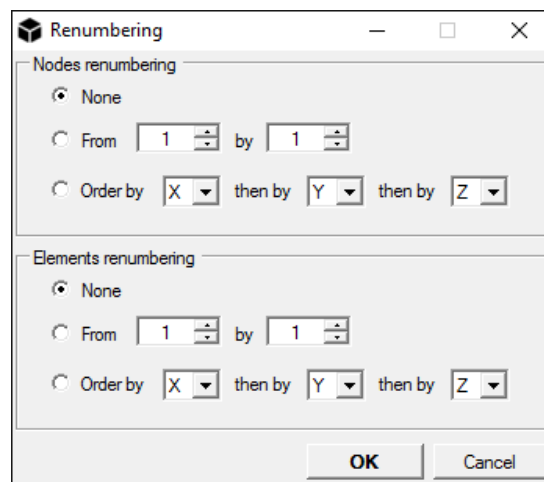 Renumbering
Nodes renumbering
None
From 1 by 1
Order by X then by Y then by Z
Elements renumbering
None
From 1 by 1
Order by X then by Y then by Z
OK Cancel